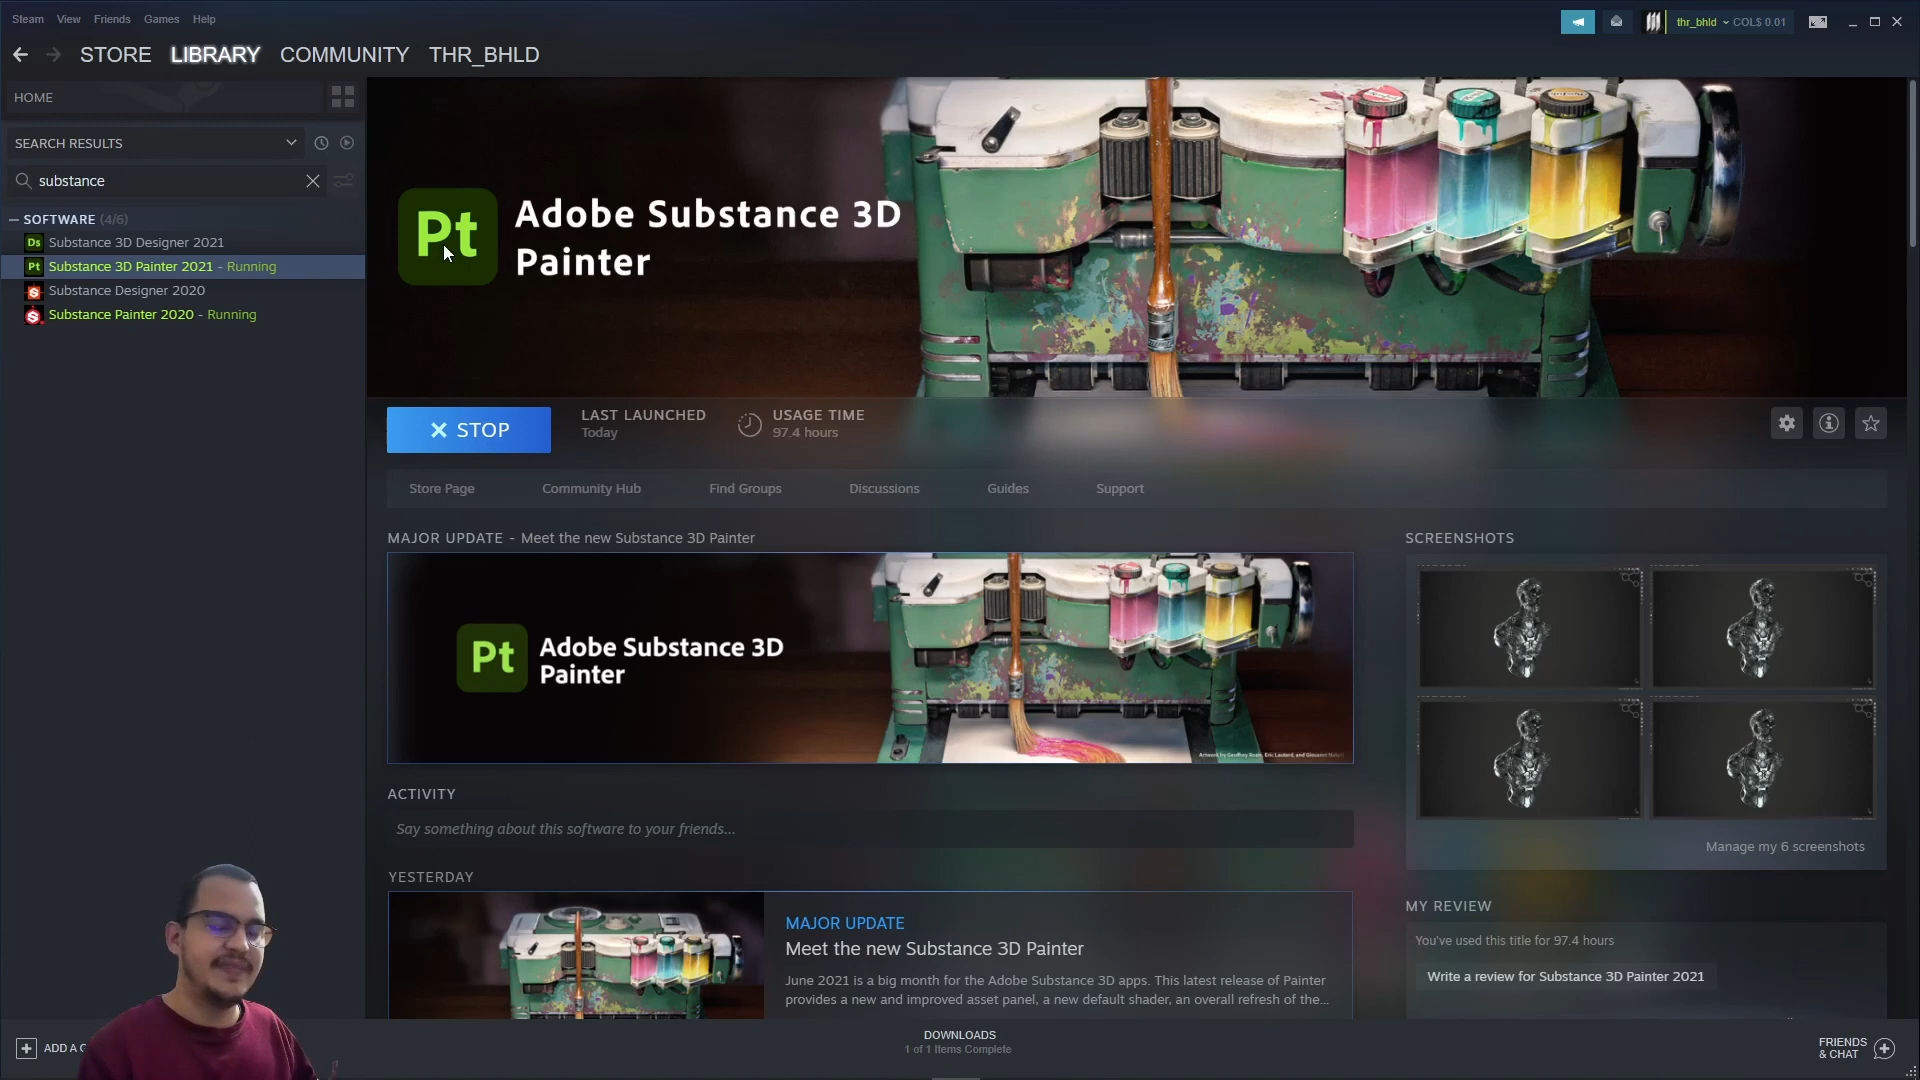 Steam View Friends Games Help
thr_bhld COL$ 0.01
STORE LIBRARY COMMUNITY THR_BHLD
HOME
SEARCH RESULTS
substance
SOFTWARE (4/6)
Ds Substance 3D Designer 2021
Pt Substance 3D Painter 2021 - Running
Substance Designer 2020
Substance Painter 2020 - Running
Pt
Adobe Substance 3D
Painter
STOP
LAST LAUNCHED
Today
USAGE TIME
97.4 hours
Store Page Community Hub Find Groups Discussions Guides Support
MAJOR UPDATE - Meet the new Substance 3D Painter
Pt
Adobe Substance 3D
Painter
SCREENSHOTS
Manage my 6 screenshots
ACTIVITY
Say something about this software to your friends...
YESTERDAY
MAJOR UPDATE
Meet the new Substance 3D Painter
June 2021 is a big month for the Adobe Substance 3D apps. This latest release of Painter
provides a new and improved asset panel, a new default shader, an overall refresh of the...
MY REVIEW
You've used this title for 97.4 hours
Write a review for Substance 3D Painter 2021
ADD A G
DOWNLOADS
1 of 1 Items Complete
FRIENDS
& CHAT